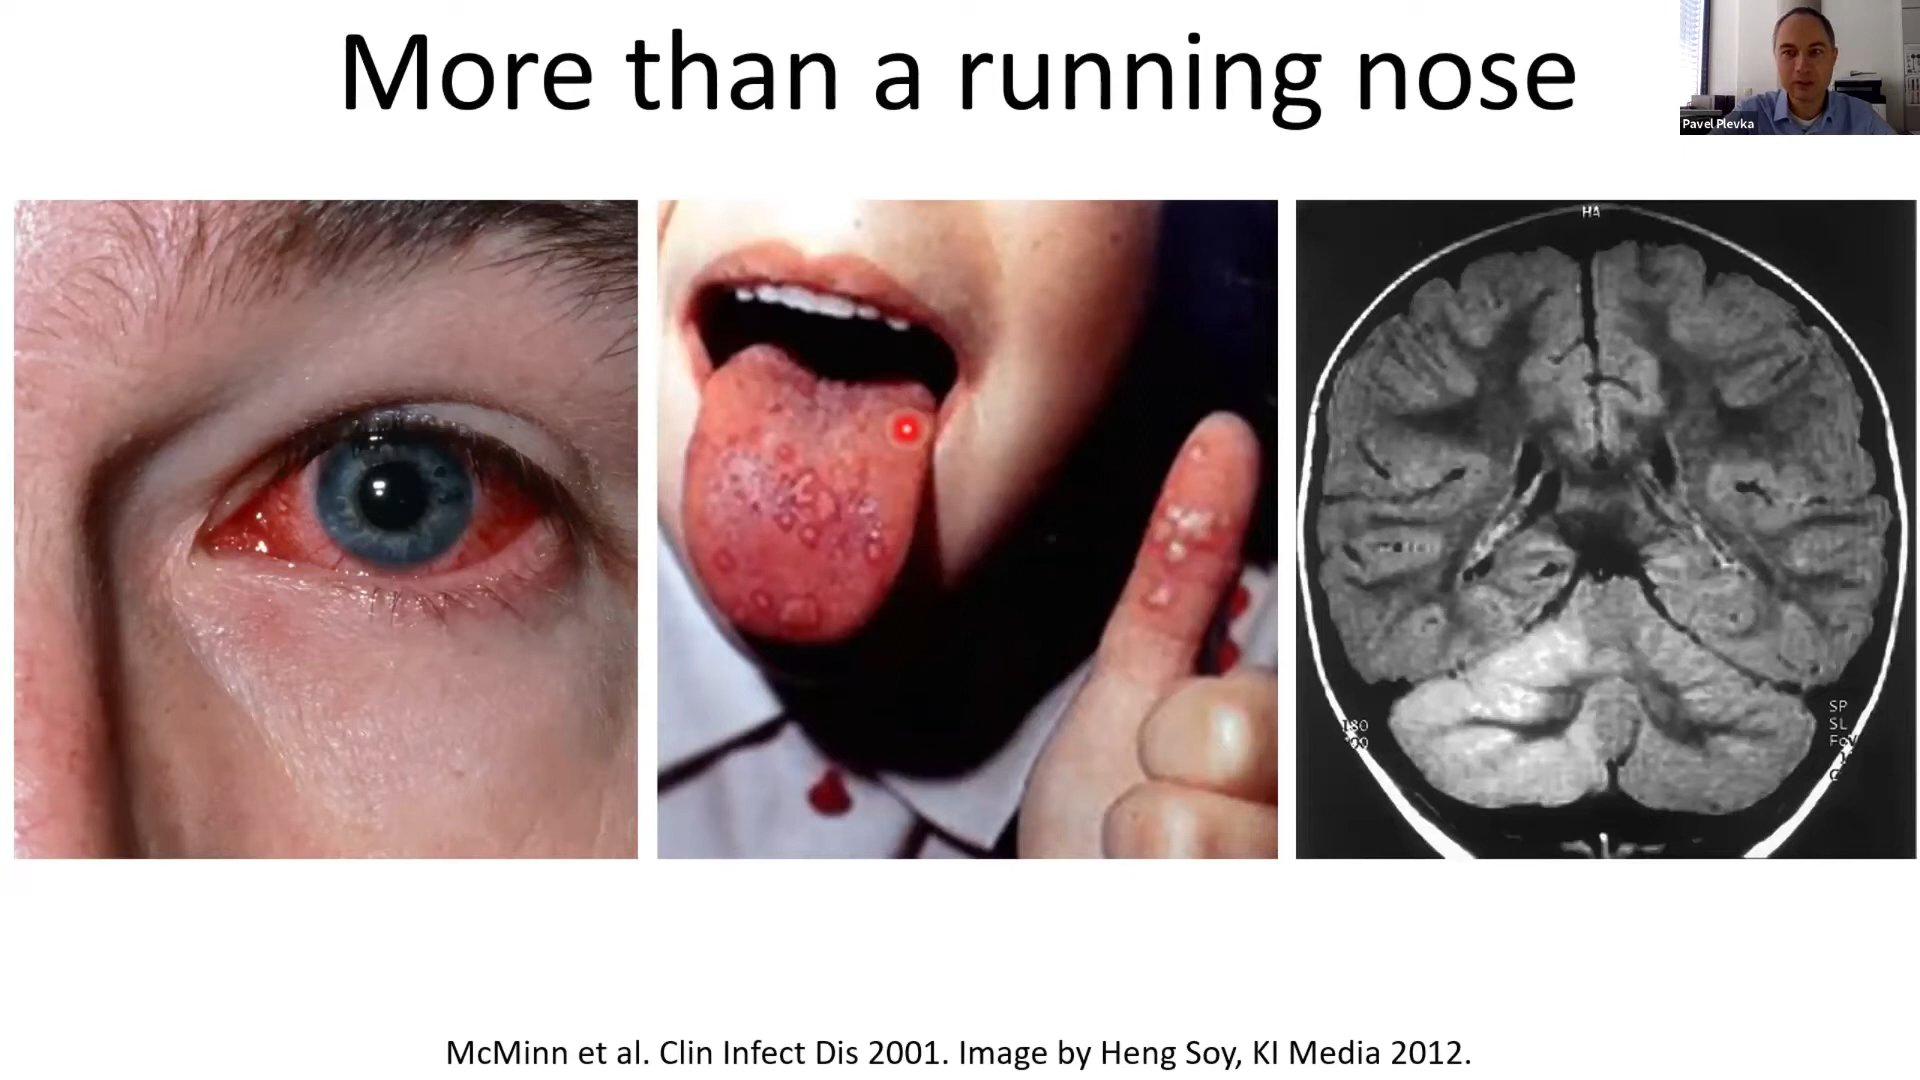 More than a running nose
Pavel Plevka
HA
SP
SL
McMinn et al. Clin Infect Dis 2001. Image by Heng Soy, KI Media 2012.